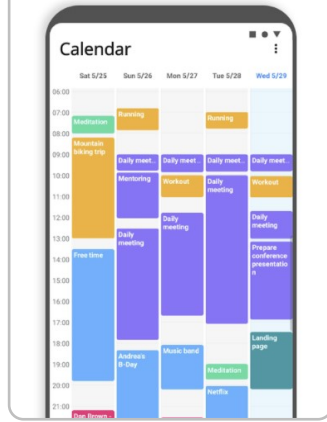 Calendar
Sat 5/25 Sun 5/26 Mon 5/27 Tue 5/28 Wed 5/29
06:00
07:00
Meditation
Running
Running
08:00
Mountain
biking trip
09:00
Daily meet...
Daily meet...
Daily meet...
Daily meet...
10:00
Mentoring
Workout
Daily
meeting
Workout
11:00
12:00
Daily
meeting
Daily
meeting
13:00
Daily
meeting
Prepare
conference
presentatio
n
14:00
Free time
15:00
16:00
17:00
18:00
Landing
page
19:00
Andrea's
B-Day
Music band
Meditation
20:00
Netflix
21:00
Dan Brown -